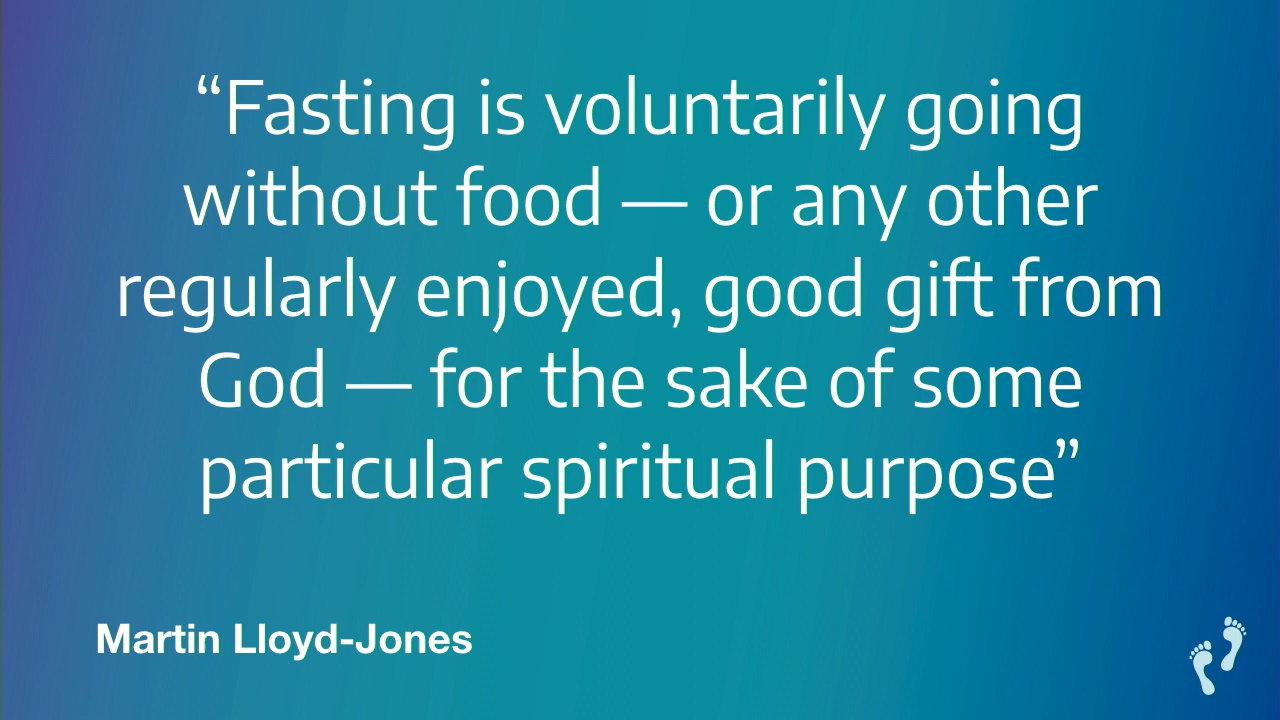 “Fasting is voluntarily going
without food — or any other
regularly enjoyed, good gift from
God — for the sake of some
particular spiritual purpose”
Martin Lloyd-Jones